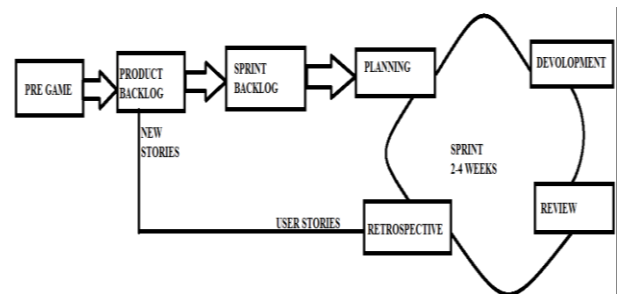 PRE GAME
PRODUCT
BACKLOG
SPRINT
BACKLOG
PLANNING
DEVOLOPMENT
NEW
STORIES
SPRINT
2-4 WEEKS
REVIEW
USER STORIES
RETROSPECTIVE